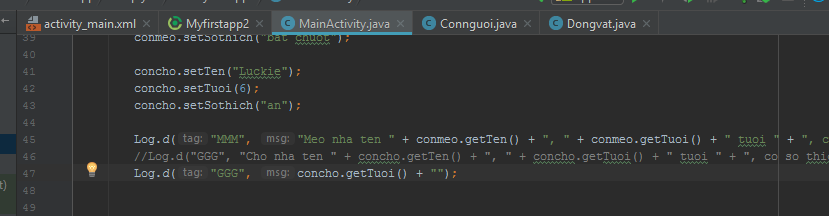 activity_main.xml Myfirstapp2 MainActivity.java Connguoi.java Dongvat.java
39 conmeo.setSothich("bat chuot");
40
41 concho.setTen("Luckie");
42 concho.setTuoi(6);
43 concho.setSothich("an");
44
45 Log.d( tag: "MMM", msg: "Meo nha ten " + conmeo.getTen() + ", " + conmeo.getTuoi() + " tuoi " + ", c
46 //Log.d("GGG", "Cho nha ten " + concho.getTen() + ", " + concho.getTuoi() + " tuoi " + ", co so thic
47 Log.d( tag: "GGG", msg: concho.getTuoi() + "");
48
49